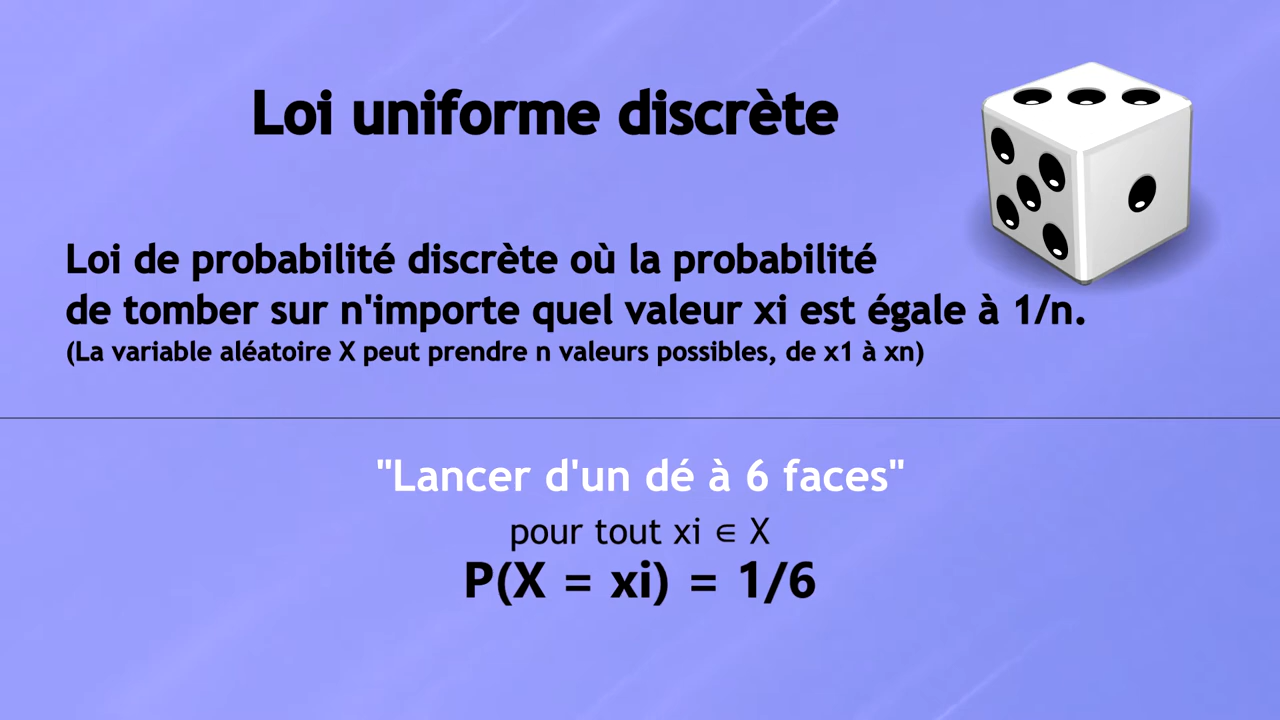 Loi uniforme discrète
Loi de probabilité discrète où la probabilité
de tomber sur n'importe quel valeur xi est égale à 1/n.
(La variable aléatoire X peut prendre n valeurs possibles, de x1 à xn)
"Lancer d'un dé à 6 faces"
pour tout xi ∈ X
P(X = xi) = 1/6